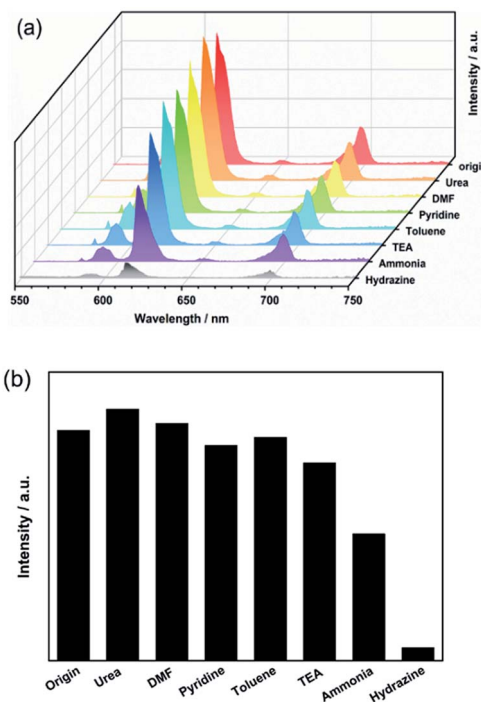 (a)
Intensity / a.u.
origin
Urea
DMF
Pyridine
Toluene
TEA
Ammonia
Hydrazine
550 600 650 700 750
Wavelength / nm
(b)
Intensity / a.u.
Origin Urea DMF Pyridine Toluene TEA Ammonia Hydrazine